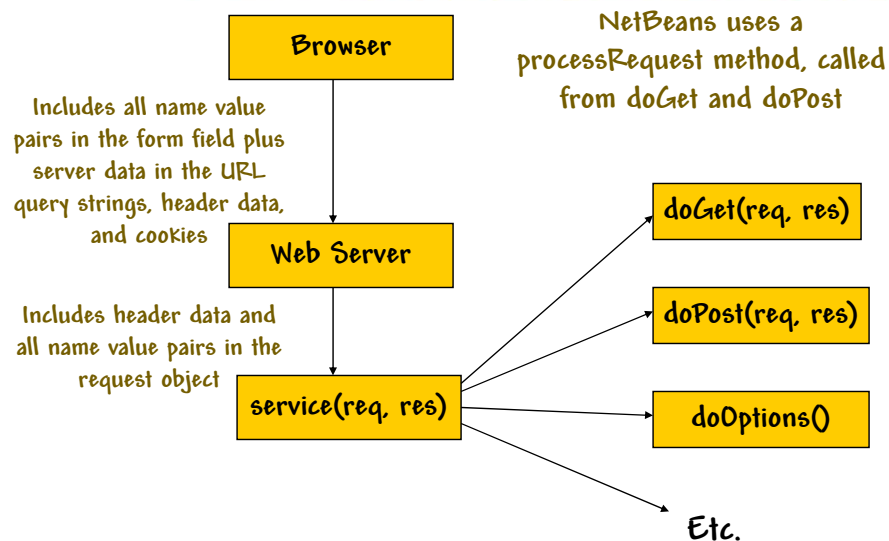 Browser
NetBeans uses a
processRequest method, called
from doGet and doPost
Includes all name value
pairs in the form field plus
server data in the URL
query strings, header data,
and cookies
Web Server
Includes header data and
all name value pairs in the
request object
service(req, res)
doGet(req, res)
doPost(req, res)
doOptions()
Etc.